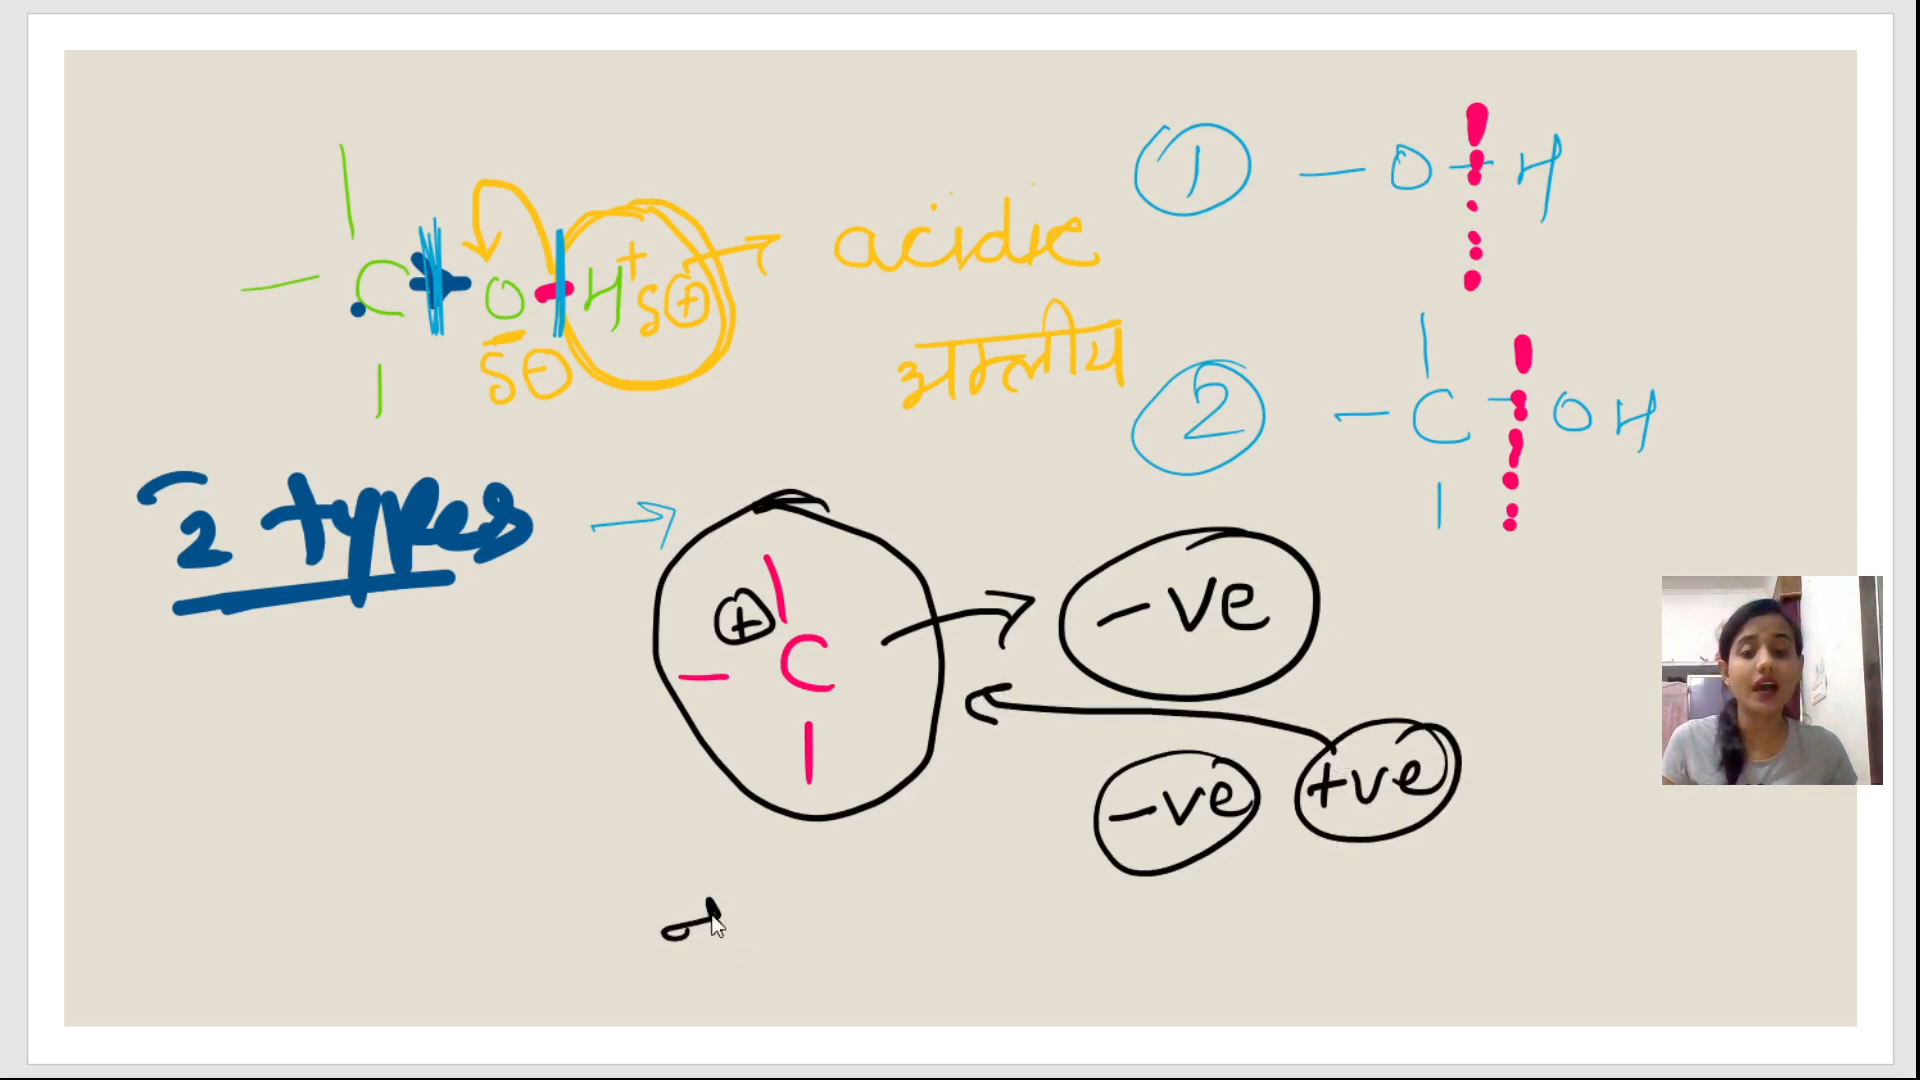 – C – O – H + δ⊕
δ⊖
acidic
अम्लीय
① – O – H
② – C – OH
2 types →
⊕ – C
–ve
–ve +ve